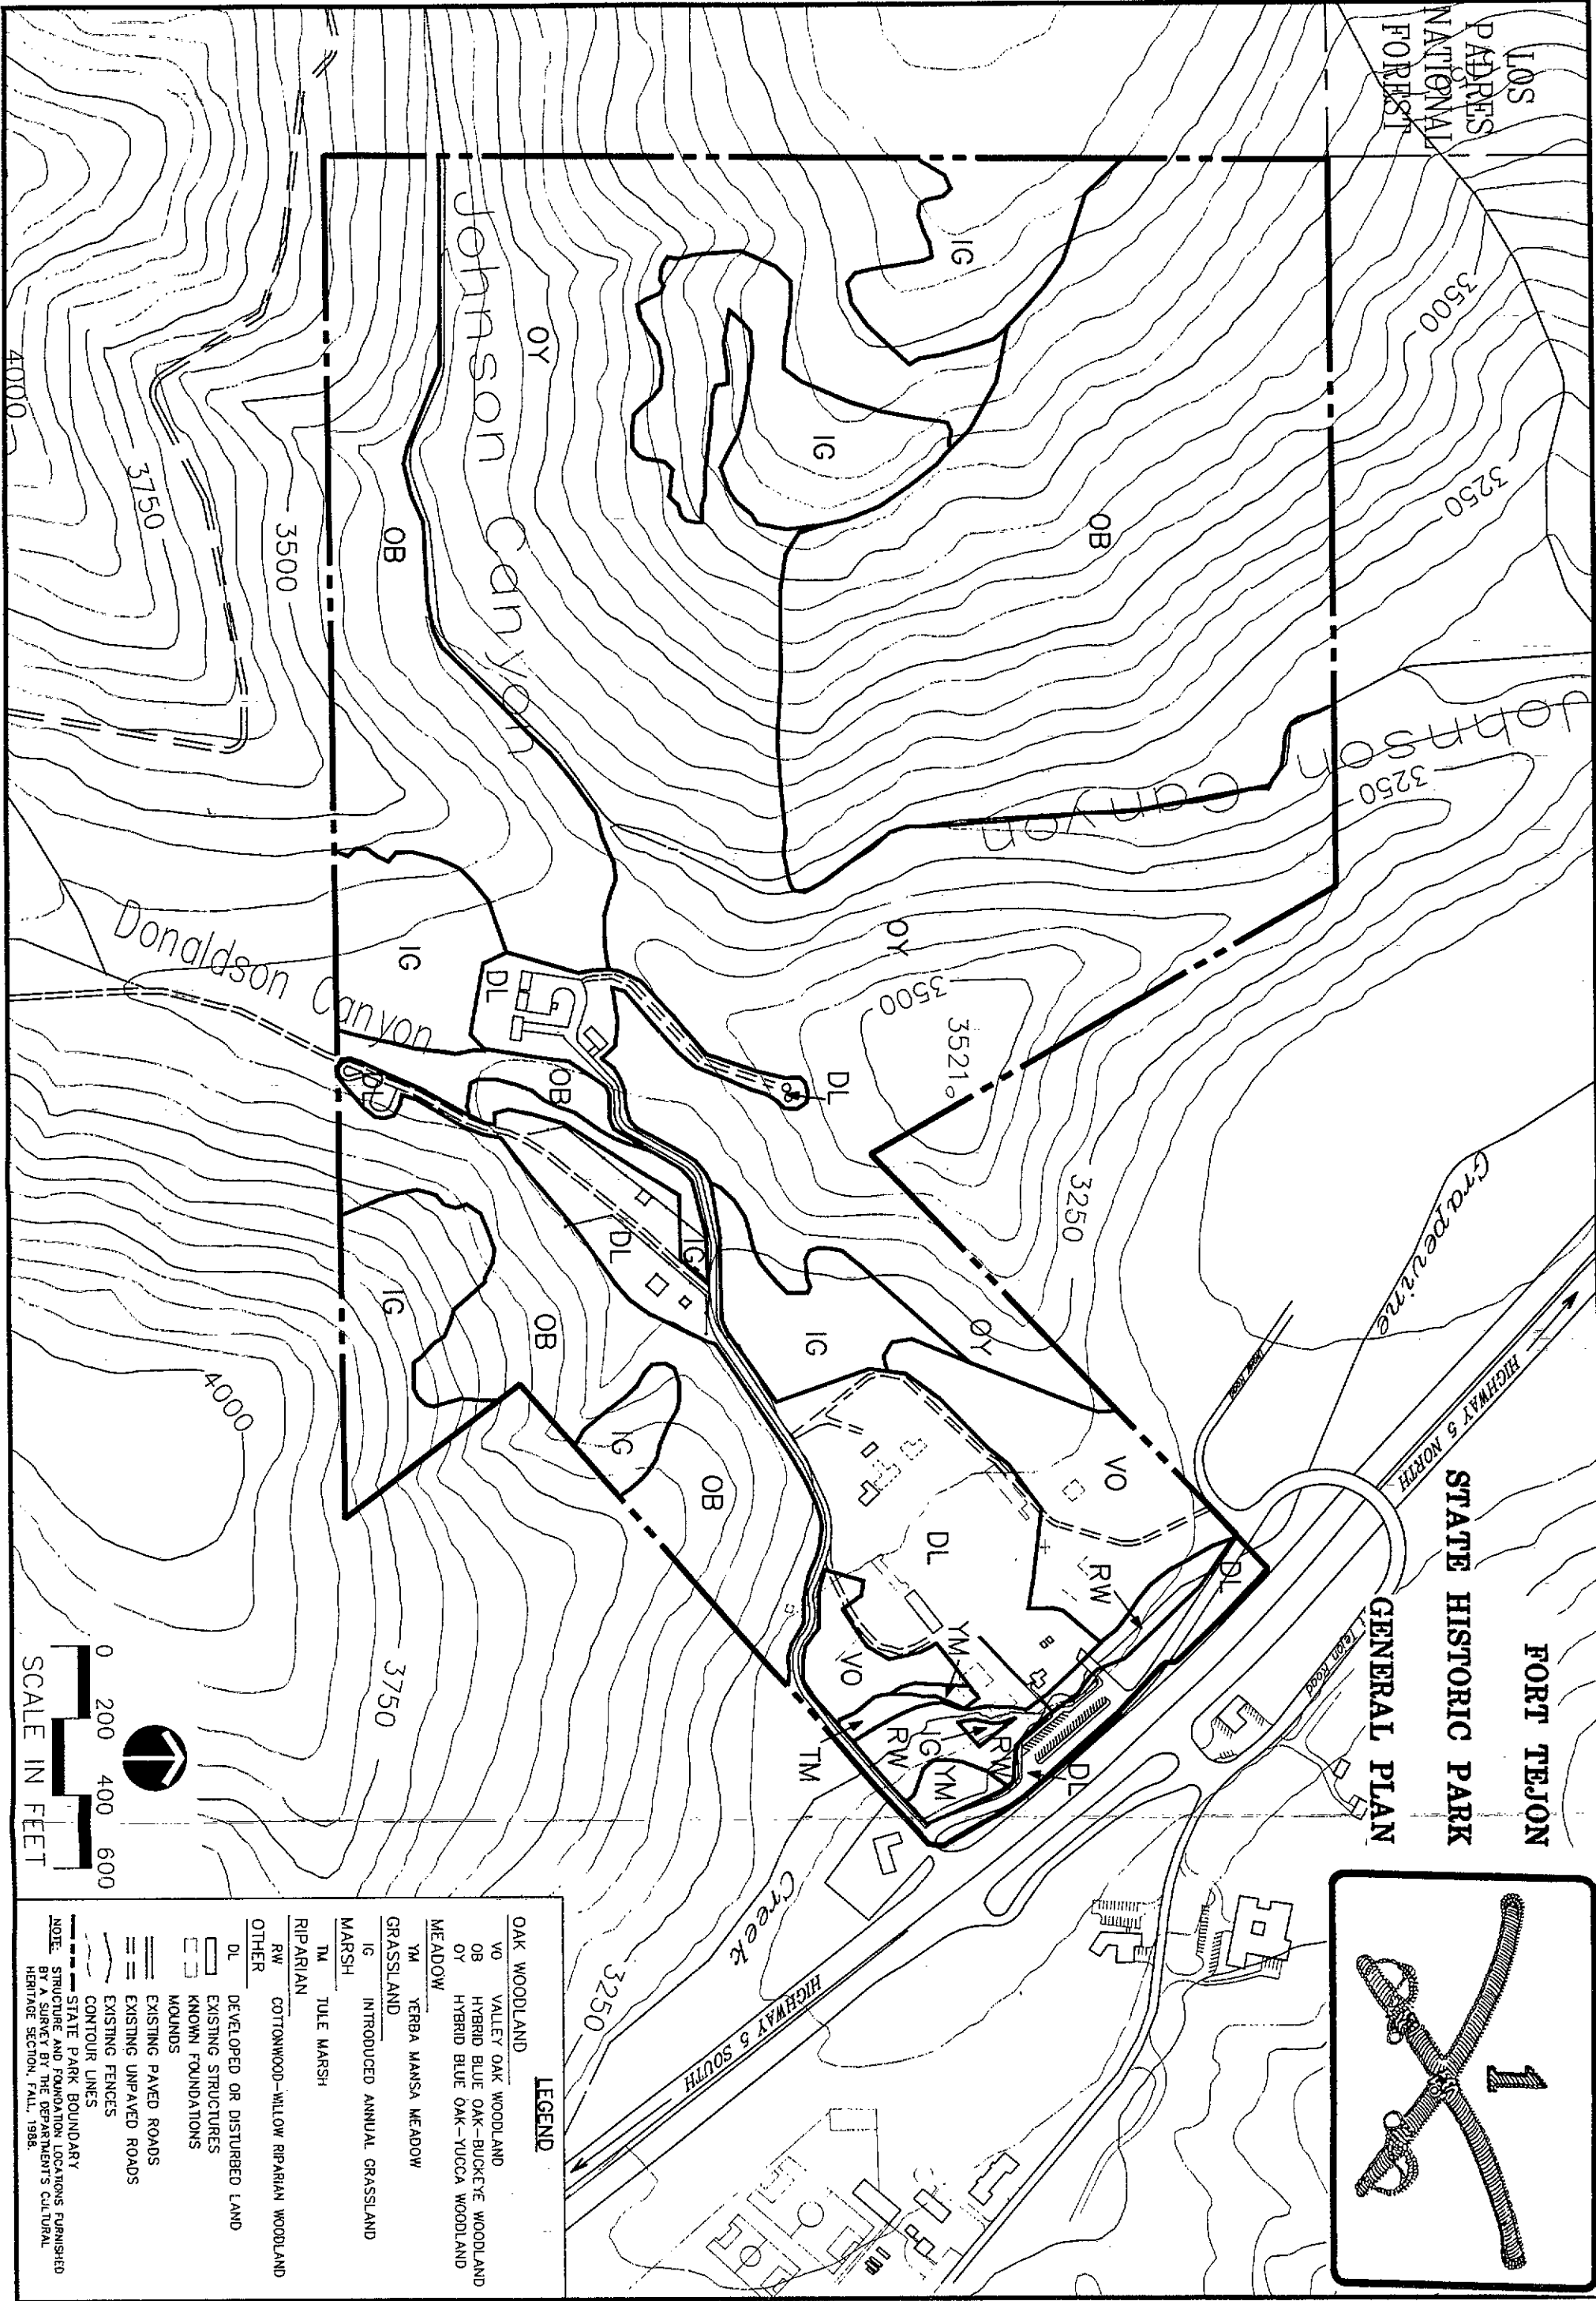 LOS
PADRES
NATIONAL
FOREST
FORT TEJON
STATE HISTORIC PARK
GENERAL PLAN
1
3500
3250
Johnson Canyon
3250
Grapevine
HIGHWAY 5 NORTH
Tejon Road
IG
OB
IG
OY
Johnson Canyon
OY
3500
3521
3250
DL
OB
3500
3750
4000
IG
DL
Donaldson Canyon
OB
DL
DL
IG
IG
OY
IG
OB
IG
OB
4000
VO
DL
RW
DL
YM
VO
RW
IG
YM
RW
DL
TM
3750
Creek
HIGHWAY 5 SOUTH
3250
0 200 400 600
SCALE IN FEET
LEGEND
OAK WOODLAND
VO VALLEY OAK WOODLAND
OB HYBRID BLUE OAK-BUCKEYE WOODLAND
OY HYBRID BLUE OAK-YUCCA WOODLAND
MEADOW
YM YERBA MANSA MEADOW
GRASSLAND
IG INTRODUCED ANNUAL GRASSLAND
MARSH
TM TULE MARSH
RIPARIAN
RW COTTONWOOD-WILLOW RIPARIAN WOODLAND
OTHER
DL DEVELOPED OR DISTURBED LAND
EXISTING STRUCTURES
KNOWN FOUNDATIONS
MOUNDS
EXISTING PAVED ROADS
EXISTING UNPAVED ROADS
EXISTING FENCES
CONTOUR LINES
STATE PARK BOUNDARY
NOTE: STRUCTURE AND FOUNDATION LOCATIONS FURNISHED
BY A SURVEY BY THE DEPARTMENT'S CULTURAL
HERITAGE SECTION, FALL, 1988.